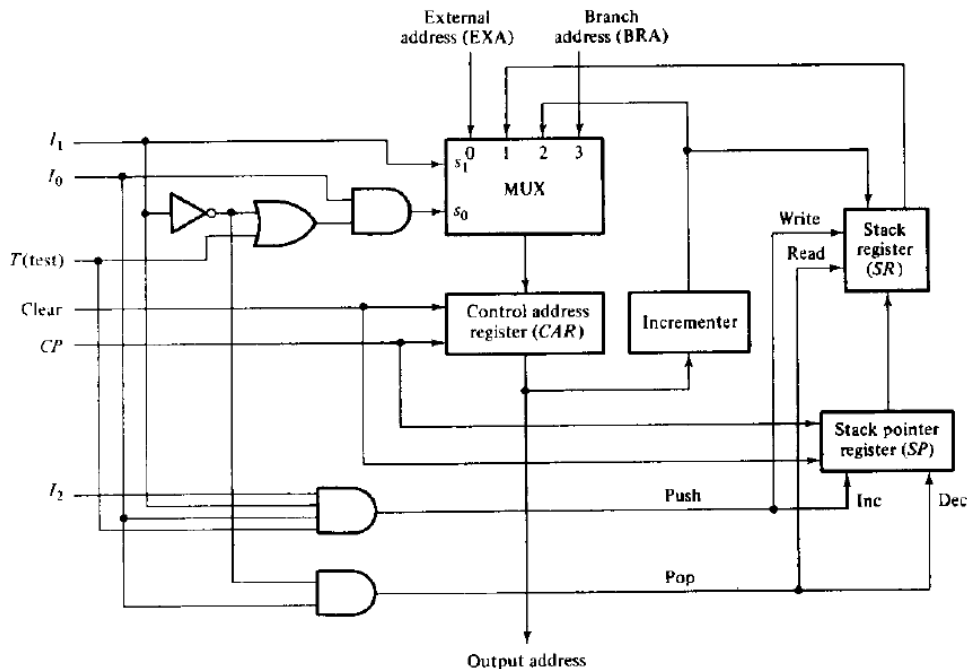 External
address (EXA)
Branch
address (BRA)
I1
I0
T (test)
Clear
CP
I2
0 1 2 3
s1
MUX
s0
Control address
register (CAR)
Incrementer
Write
Read
Stack
register
(SR)
Stack pointer
register (SP)
Push
Inc
Dec
Pop
Output address